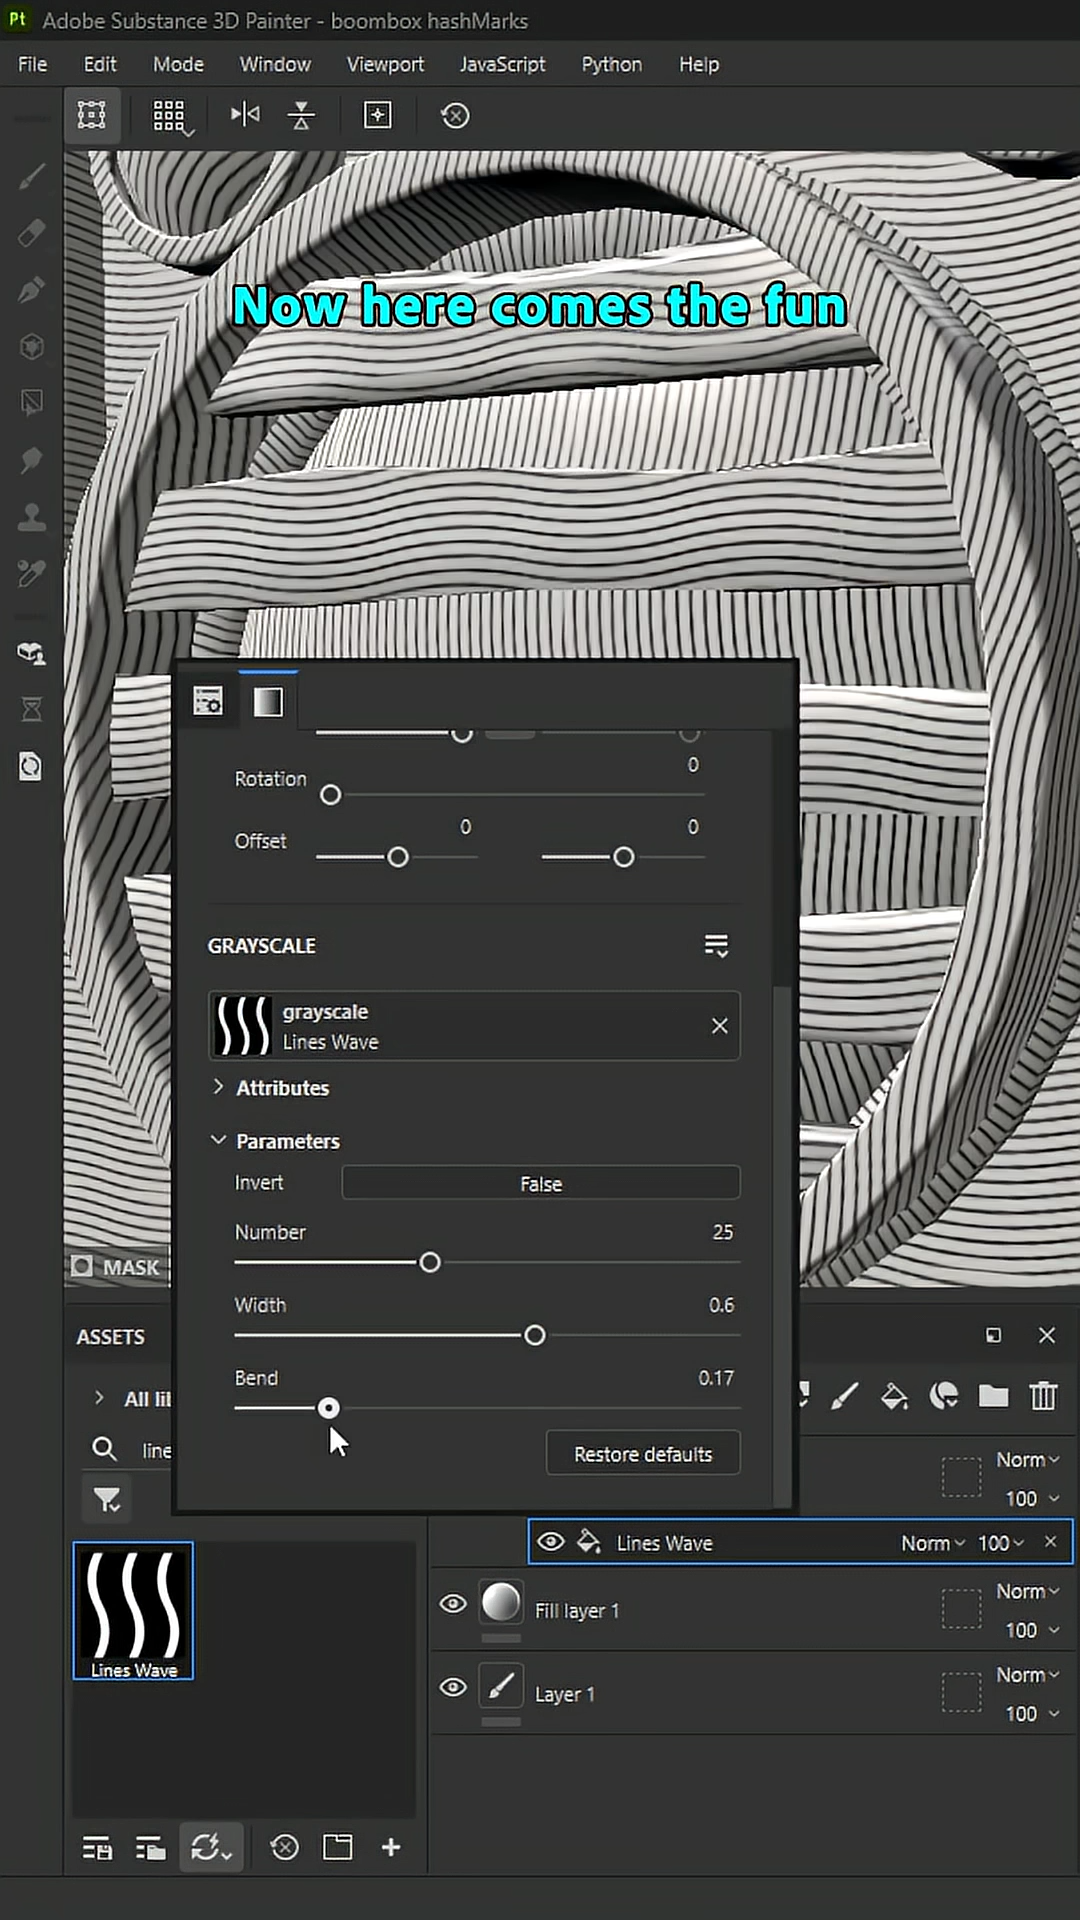 Pt Adobe Substance 3D Painter - boombox hashMarks
File Edit Mode Window Viewport JavaScript Python Help
Now here comes the fun
Rotation 0
Offset 0 0
GRAYSCALE
grayscale
Lines Wave
Attributes
Parameters
Invert False
Number 25
MASK
Width 0.6
ASSETS
Bend 0.17
All li
line
Restore defaults
Norm
100
Lines Wave Norm 100
Fill layer 1
Norm
100
Lines Wave
Layer 1
Norm
100